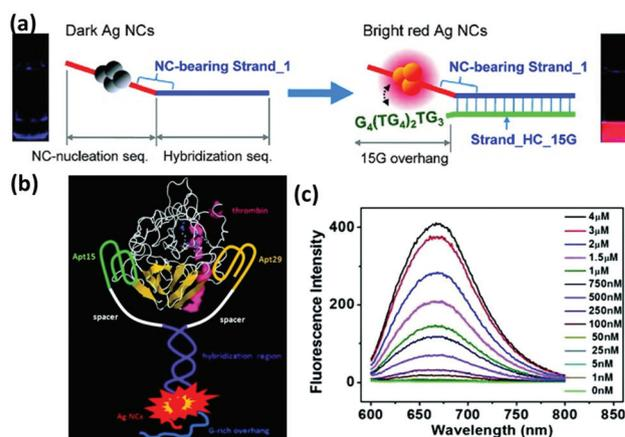 (a)
Dark Ag NCs
Bright red Ag NCs
NC-bearing Strand_1
NC-bearing Strand_1
G₄(TG₄)₂TG₃
NC-nucleation seq.
Hybridization seq.
15G overhang
Strand_HC_15G
(b)
thrombin
Apt15
Apt29
spacer
spacer
hybridization region
Ag NCs
G-rich overhang
(c)
Fluorescence Intensity
400
200
0
600
650
700
750
800
850
900
Wavelength (nm)
4μM
3μM
2μM
1.5μM
1μM
750nM
500nM
250nM
100nM
50nM
25nM
5nM
1nM
0nM